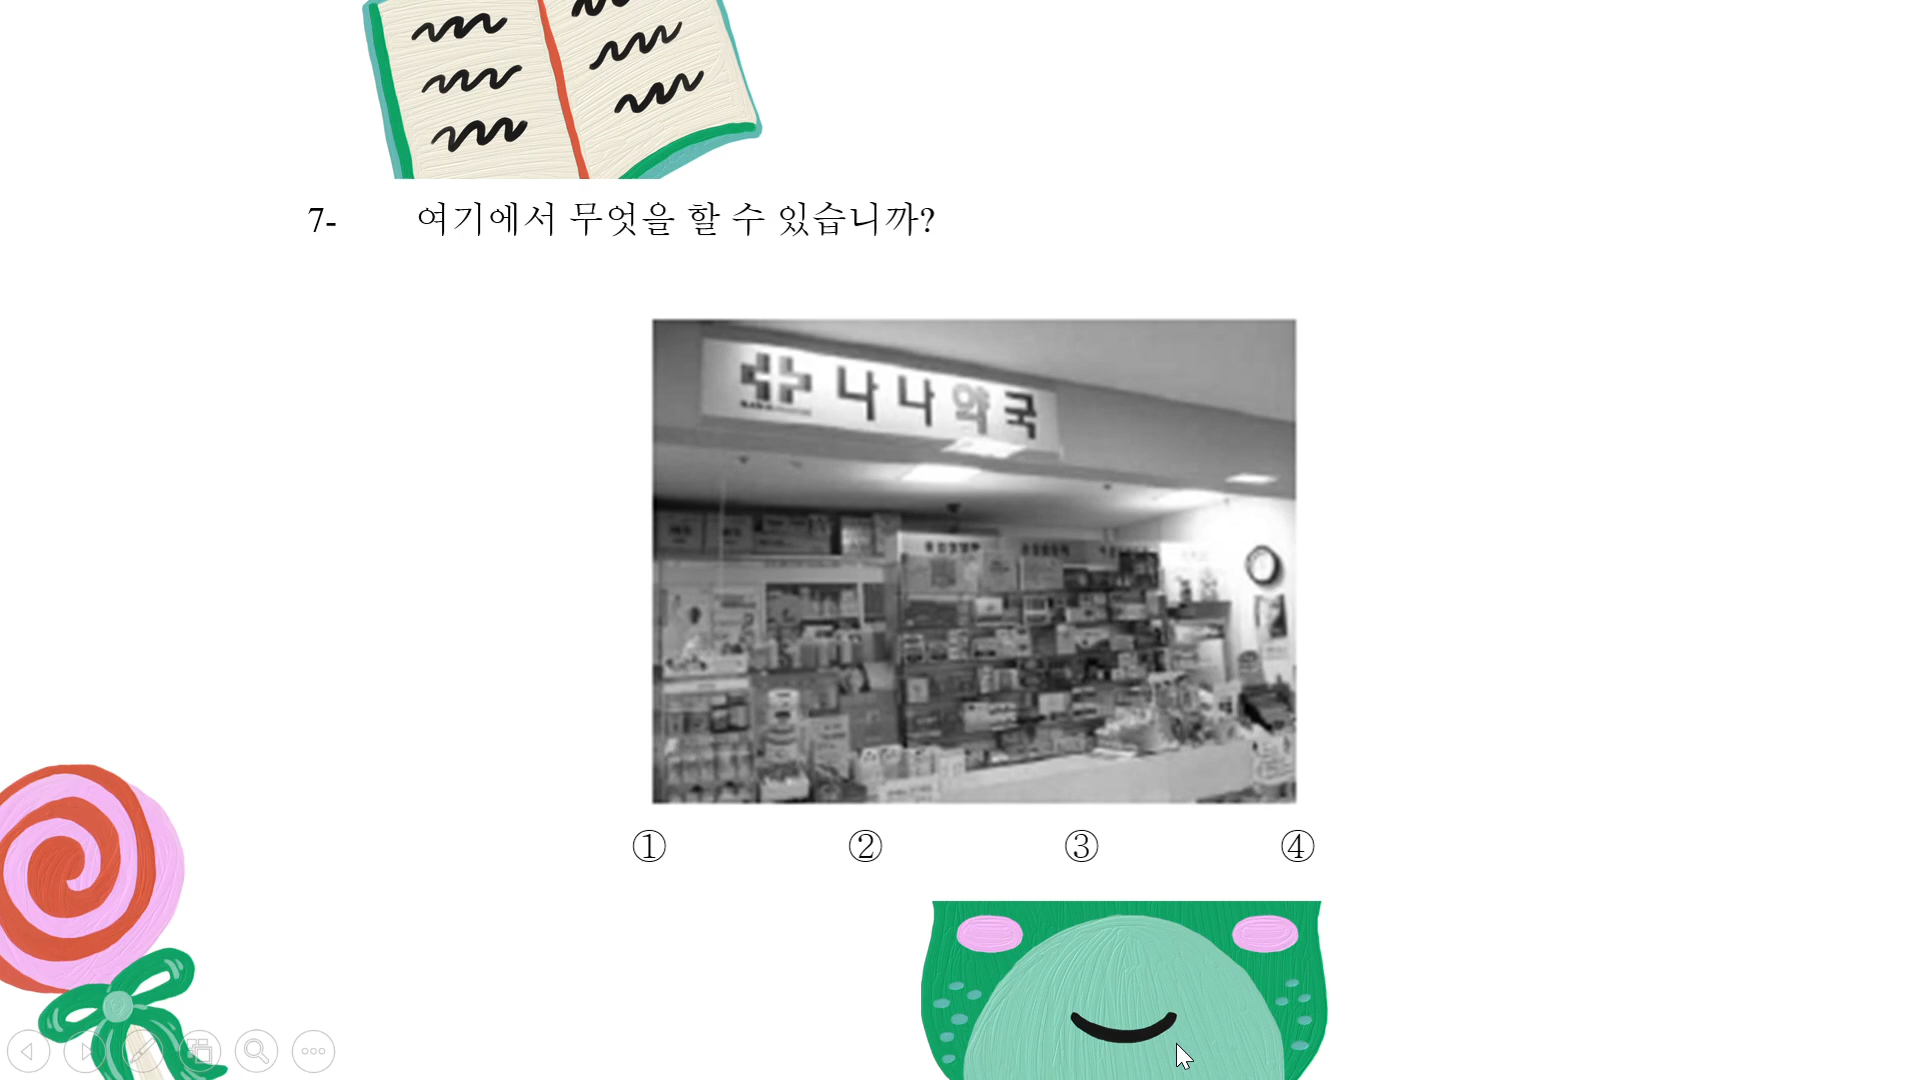 7- 여기에서 무엇을 할 수 있습니까?
나나약국
① ② ③ ④